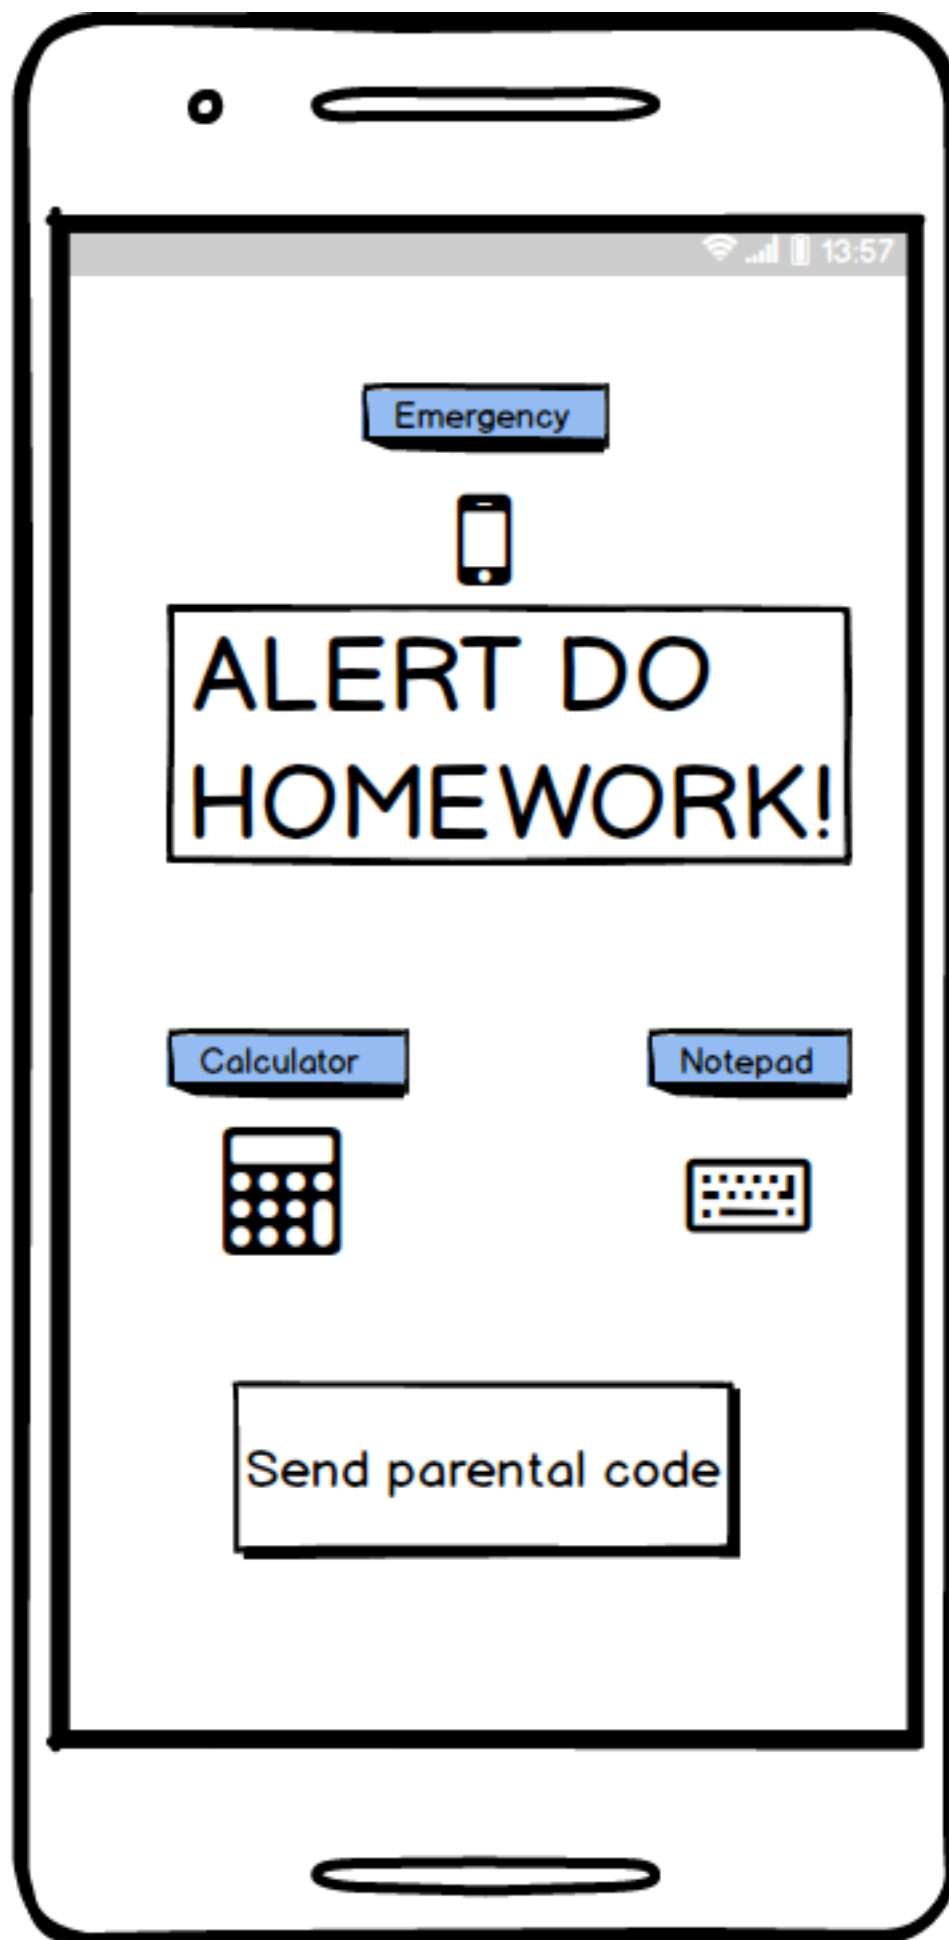 13:57
Emergency
ALERT DO
HOMEWORK!
Calculator
Notepad
Send parental code